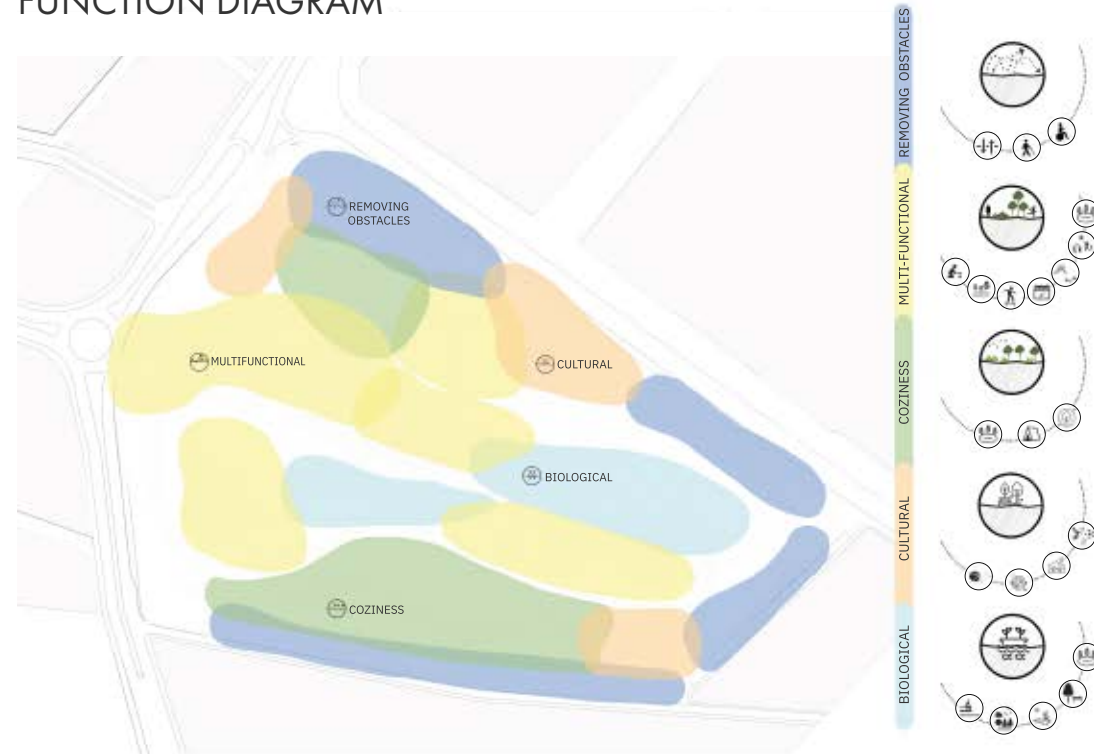 FUNCTION DIAGRAM
REMOVING
OBSTACLES
MULTIFUNCTIONAL
CULTURAL
BIOLOGICAL
COZINESS
REMOVING OBSTACLES
MULTI-FUNCTIONAL
COZINESS
CULTURAL
BIOLOGICAL